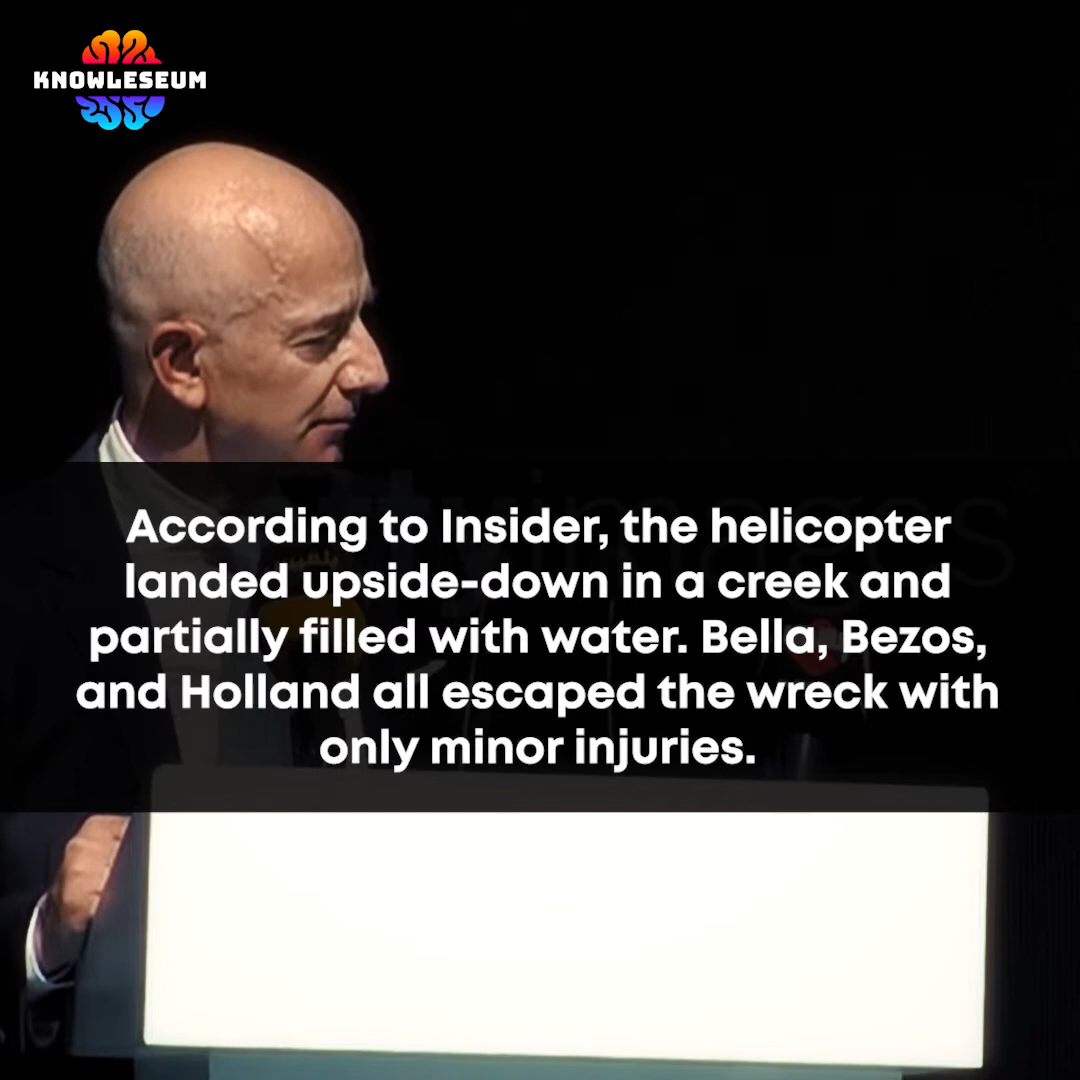 KNOWLESEUM
According to Insider, the helicopter
landed upside-down in a creek and
partially filled with water. Bella, Bezos,
and Holland all escaped the wreck with
only minor injuries.